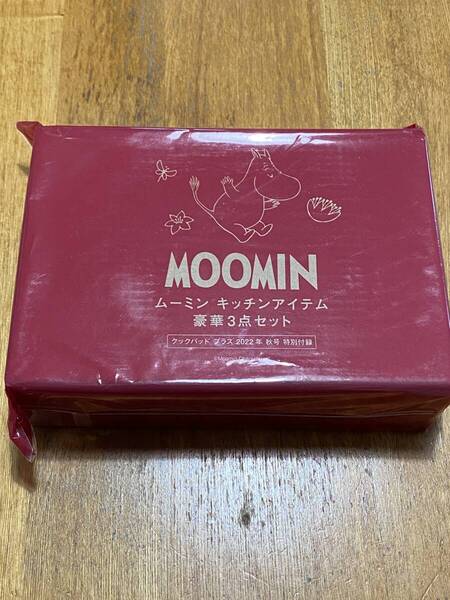 MOOMIN
ムーミン キッチンアイテム
豪華3点セット
クックパッド プラス 2022年 秋号 特別付録